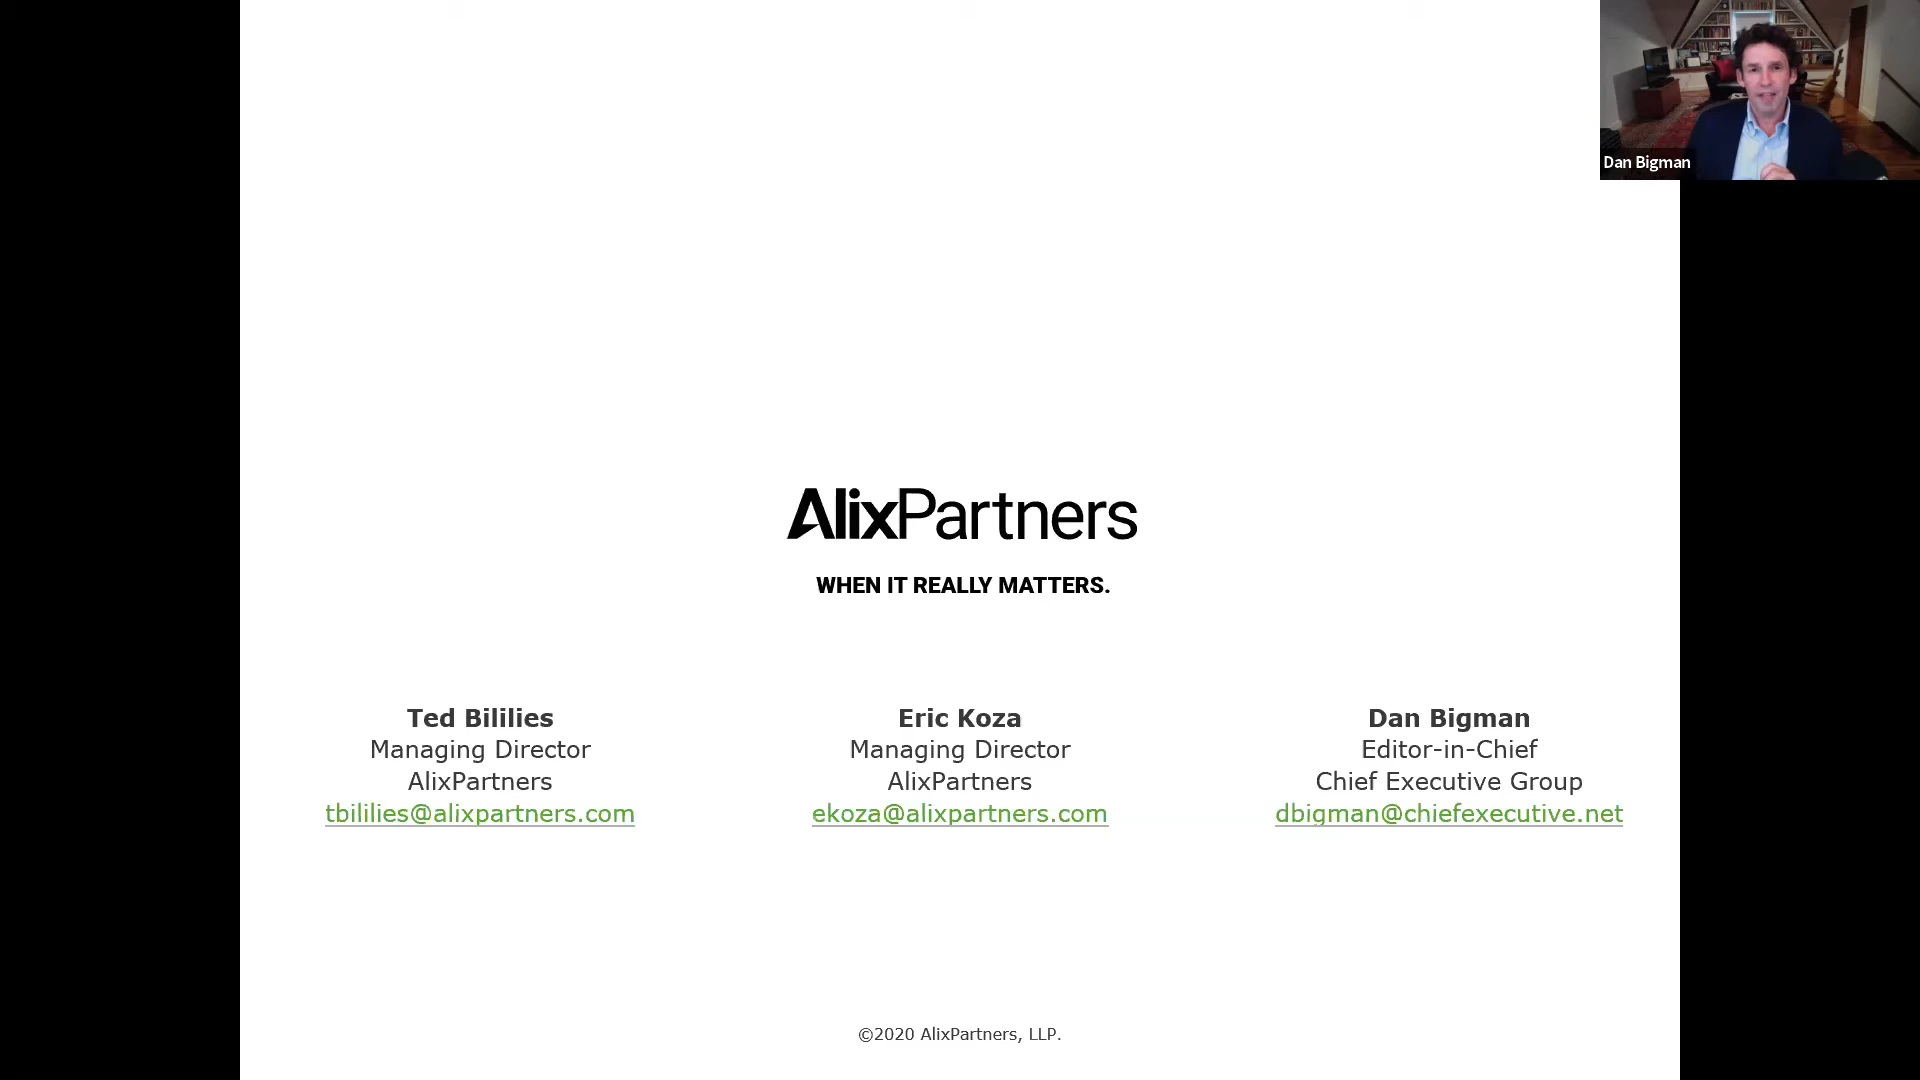 Dan Bigman
AlixPartners
WHEN IT REALLY MATTERS.
Ted Bililies
Managing Director
AlixPartners
tbililies@alixpartners.com
Eric Koza
Managing Director
AlixPartners
ekoza@alixpartners.com
Dan Bigman
Editor-in-Chief
Chief Executive Group
dbigman@chiefexecutive.net
©2020 AlixPartners, LLP.